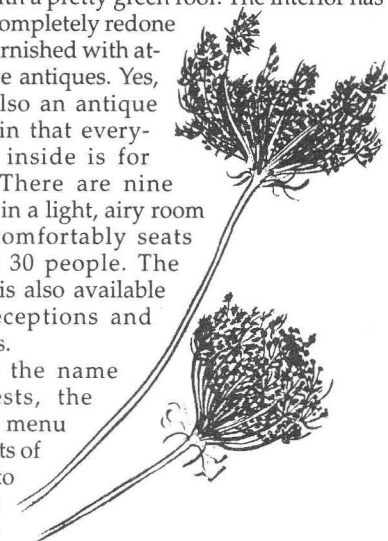 with a pretty green roof. The interior has
completely redone
urnished with at-
e antiques. Yes,
lso an antique
in that every-
inside is for
There are nine
in a light, airy room
omfortably seats
30 people. The
is also available
eceptions and
s.
the name
ests, the
menu
ts of
to